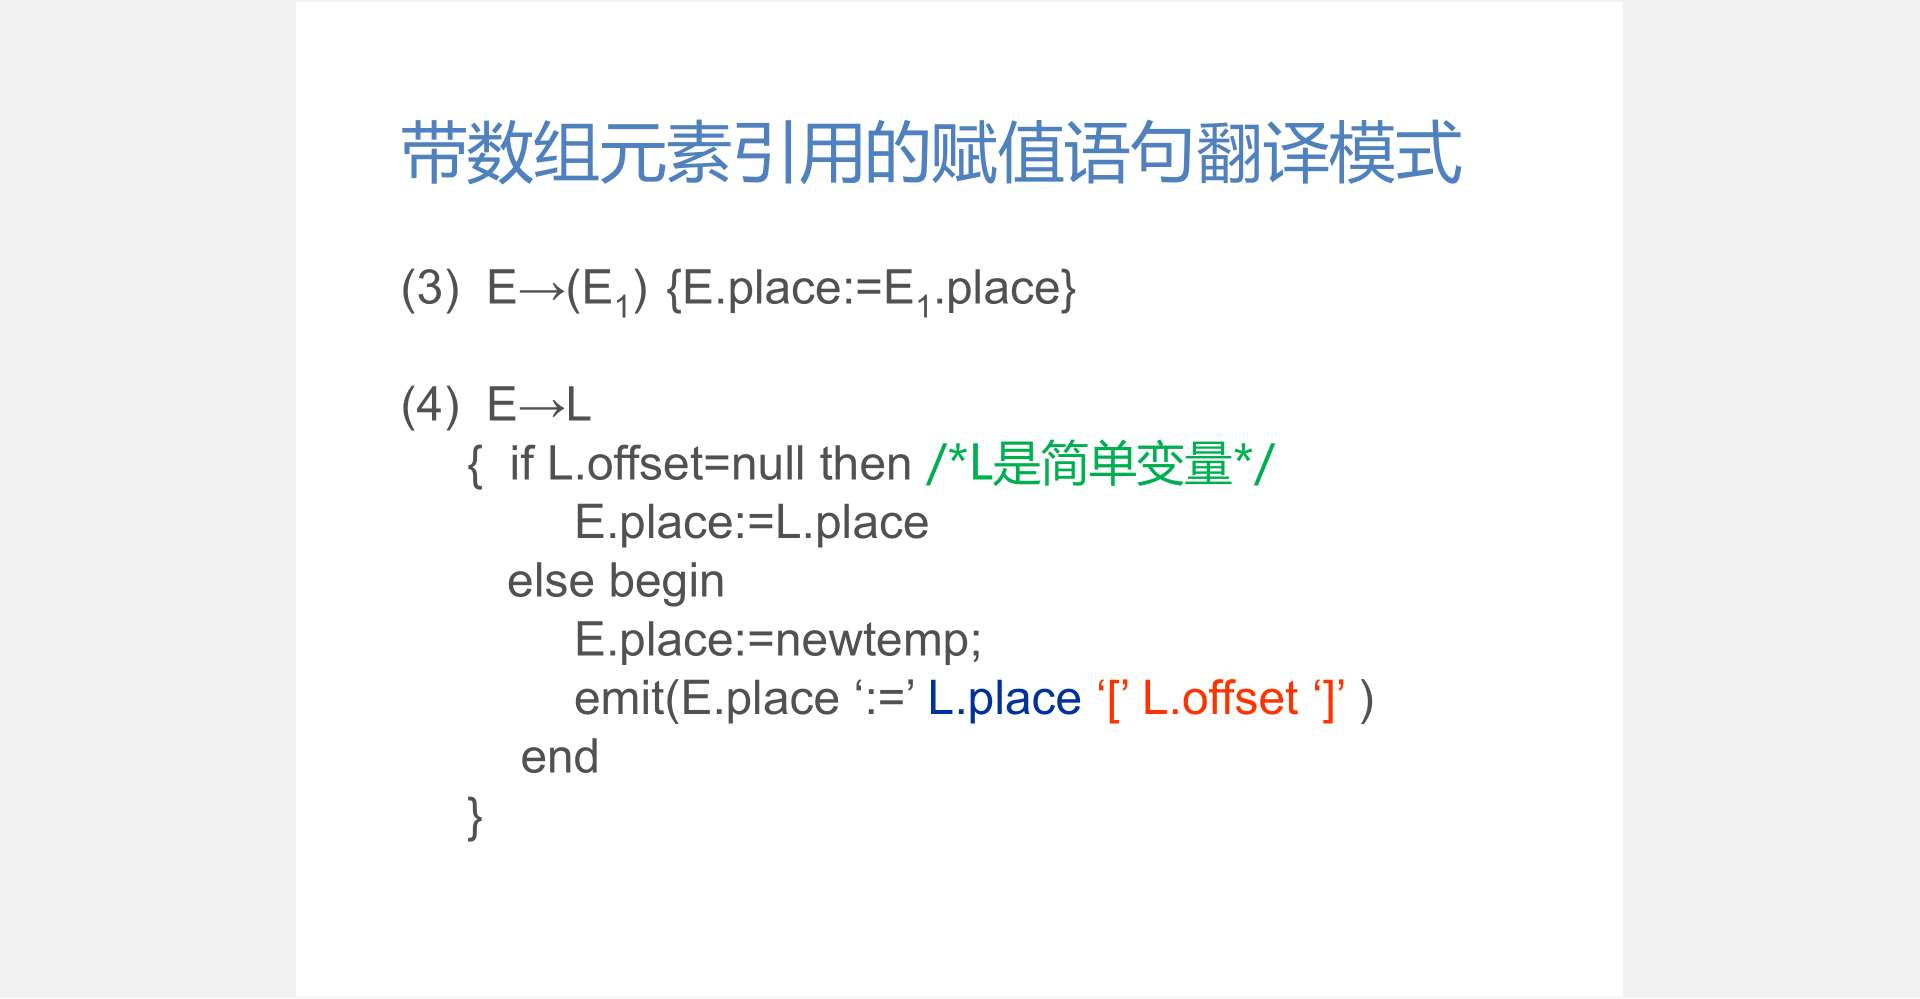 带数组元素引用的赋值语句翻译模式
(3) E→(E₁) {E.place:=E₁.place}
(4) E→L
{ if L.offset=null then /*L是简单变量*/
E.place:=L.place
else begin
E.place:=newtemp;
emit(E.place ‘:=’ L.place ‘[’ L.offset ‘]’ )
end
}